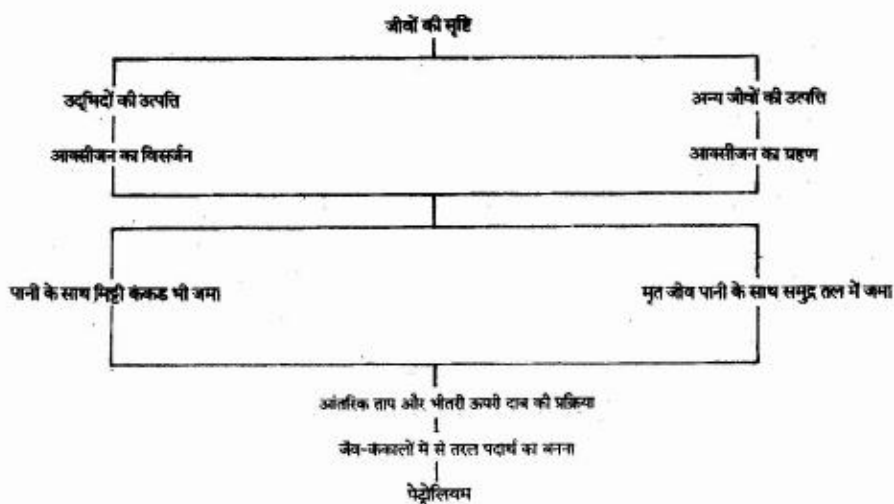 जीवों की सृष्टि
उद्भिदों की उत्पत्ति
अन्य जीवों की उत्पत्ति
आक्सीजन का विसर्जन
आक्सीजन का ग्रहण
पानी के साथ मिट्टी कंकड भी जमा
मृत जीव पानी के साथ समुद्र तल में जमा
आंतरिक ताप और भीतरी ऊपरी दाब की प्रक्रिया
जैव-कंकालों में से तरल पदार्थ का बनना
पेट्रोलियम